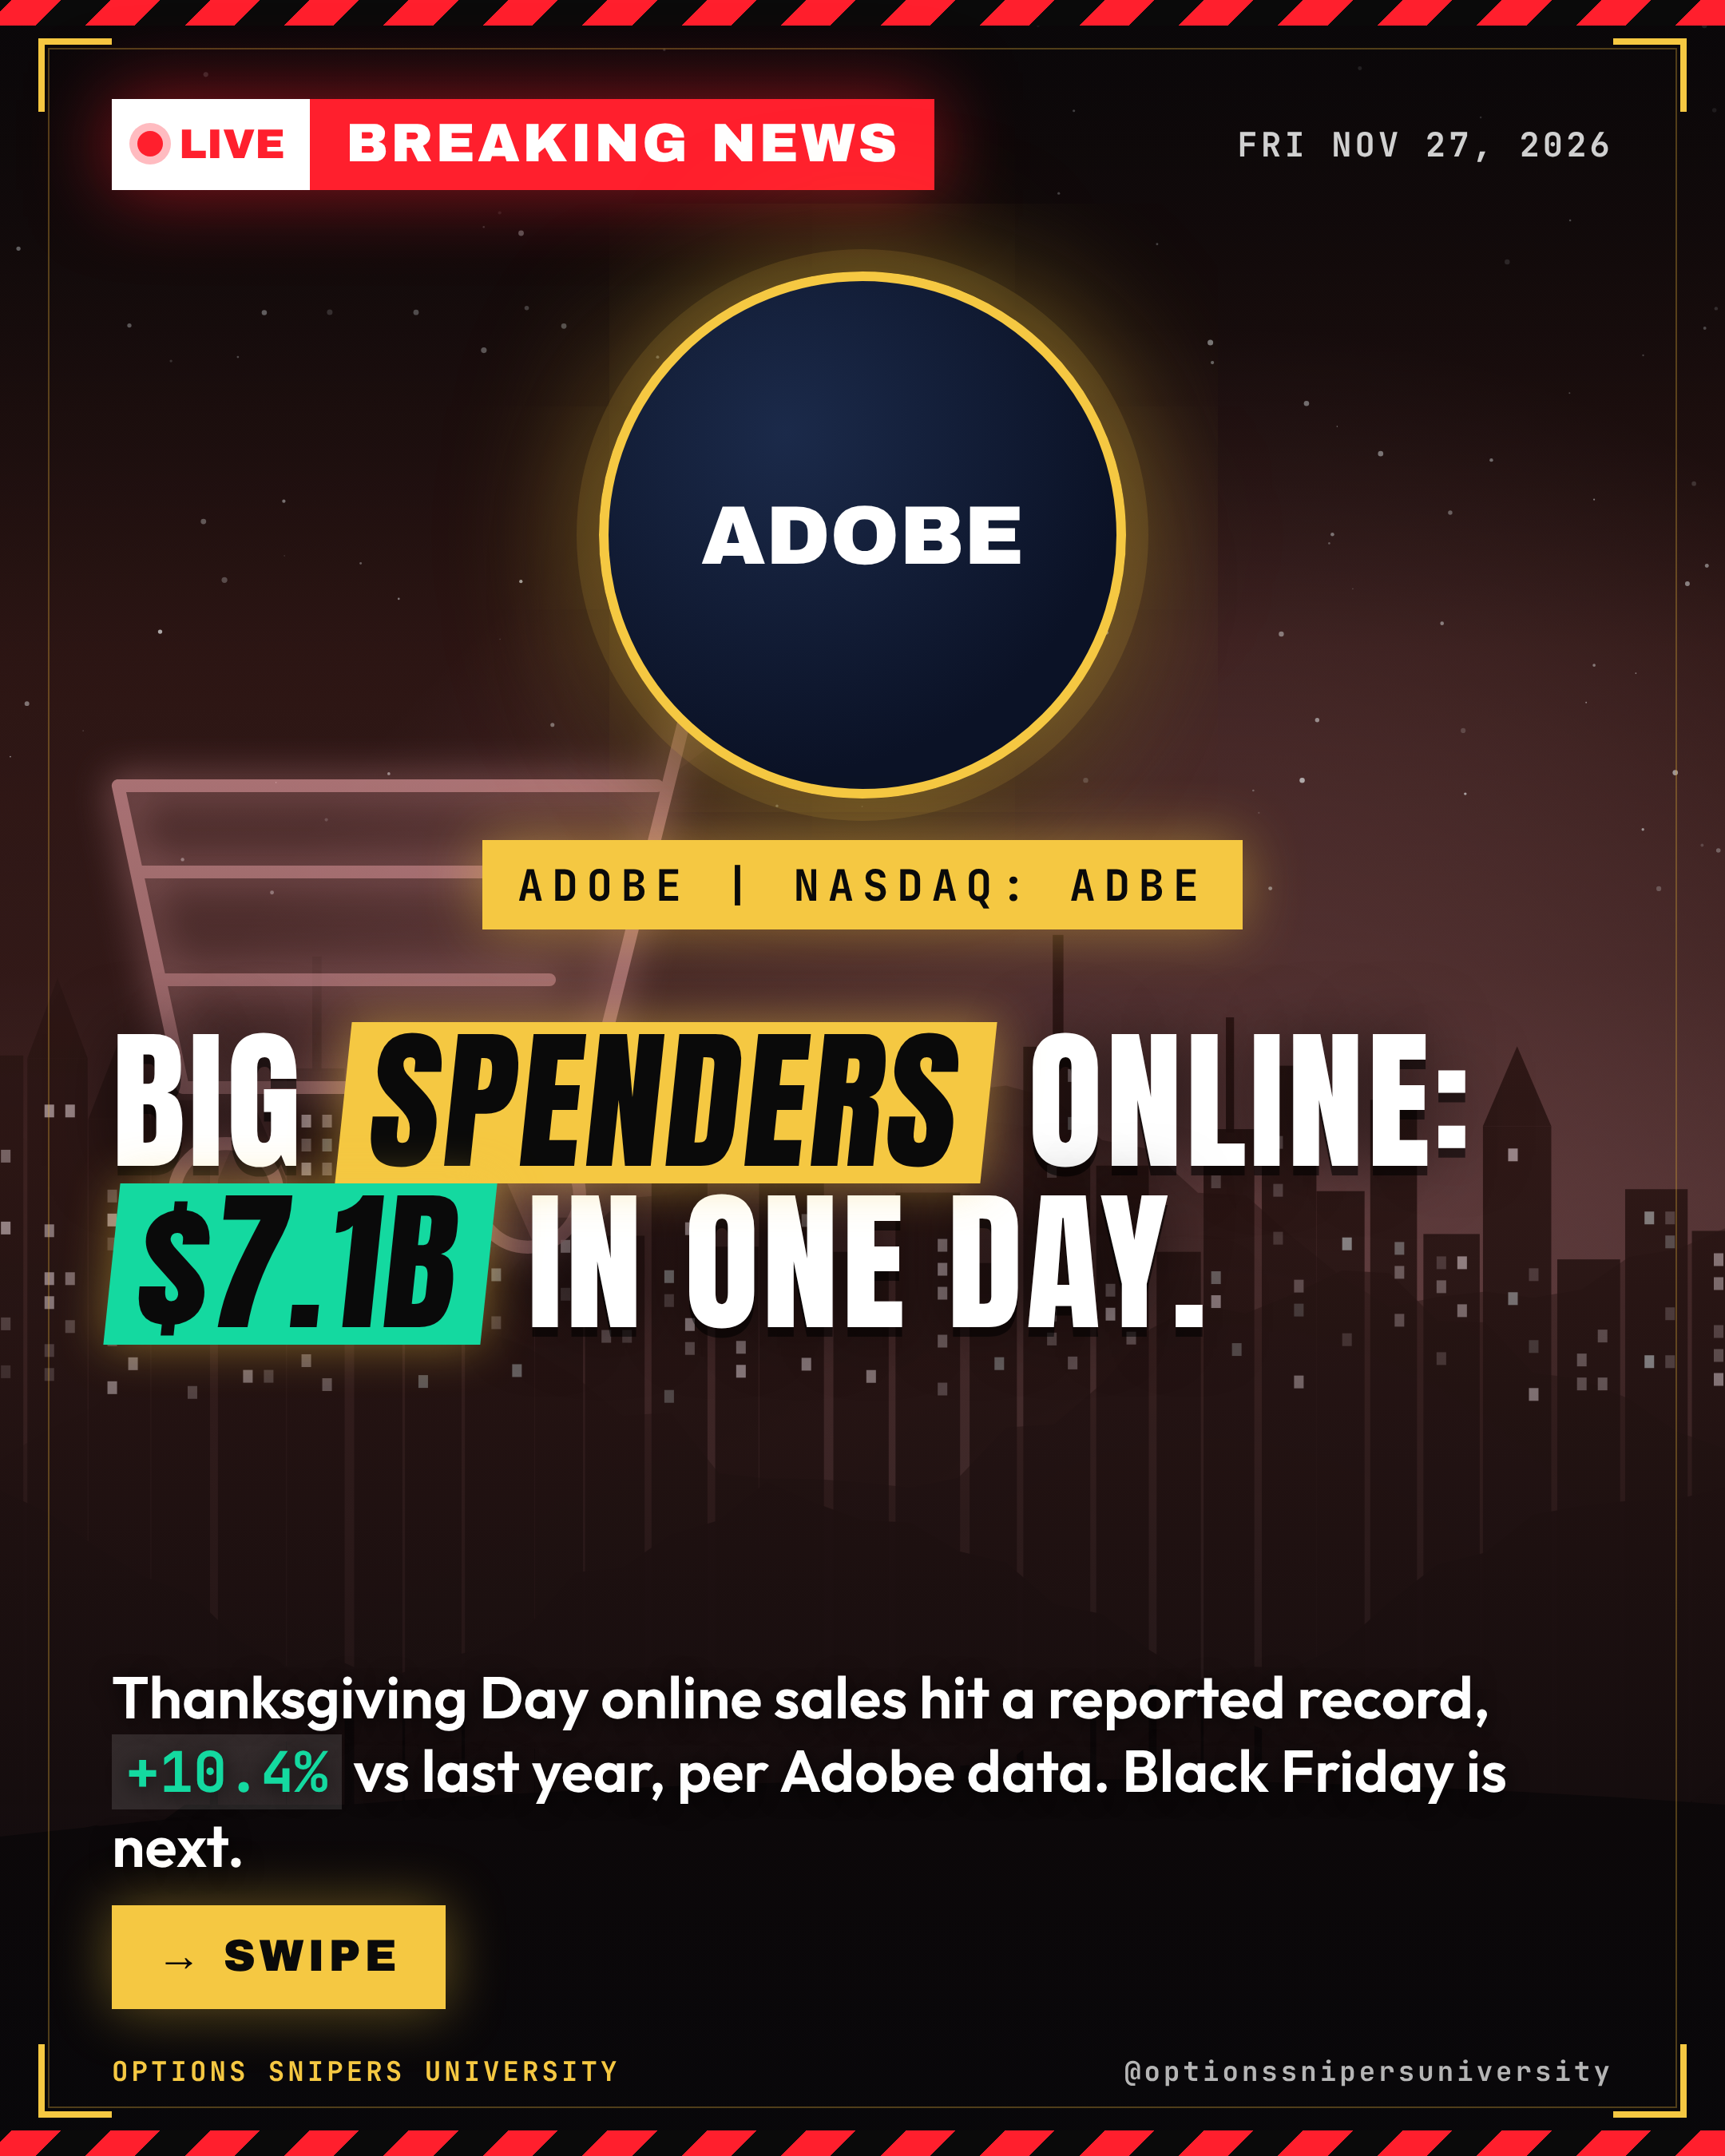 LIVE BREAKING NEWS
FRI NOV 27, 2026
ADOBE
ADOBE | NASDAQ: ADBE
BIG SPENDERS ONLINE:
$7.1B IN ONE DAY.
Thanksgiving Day online sales hit a reported record,
+10.4% vs last year, per Adobe data. Black Friday is
next.
→ SWIPE
OPTIONS SNIPERS UNIVERSITY
@optionssnipersuniversity